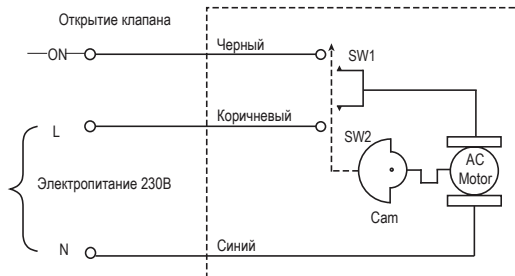 Открытие клапана
ON
Черный
SW1
L
Коричневый
SW2
AC
Motor
Электропитание 230В
Cam
N
Синий